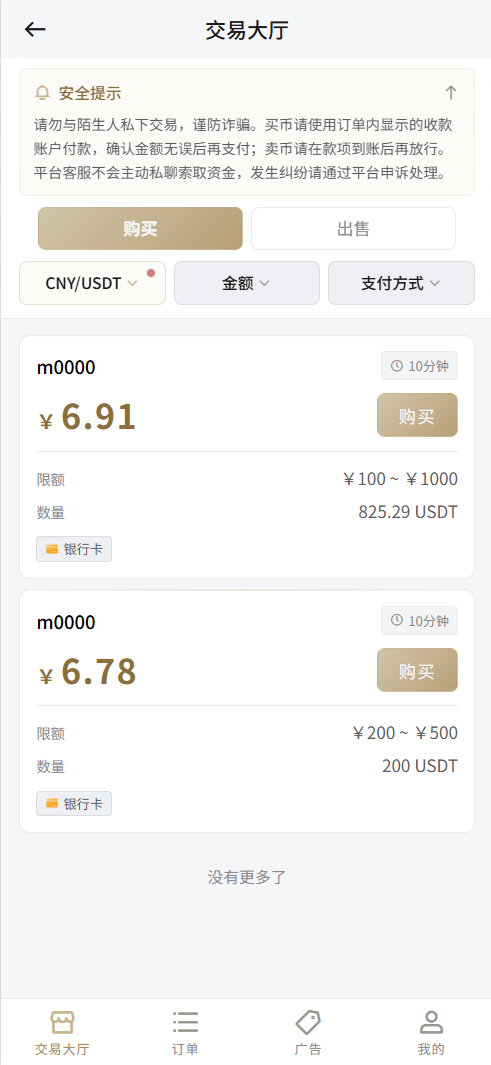 交易大厅
安全提示
请勿与陌生人私下交易，谨防诈骗。买币请使用订单内显示的收款
账户付款，确认金额无误后再支付；卖币请在款项到账后再放行。
平台客服不会主动私聊索取资金，发生纠纷请通过平台申诉处理。
购买 出售
CNY/USDT 金额 支付方式
m0000 10分钟
￥6.91 购买
限额 ￥100 ~ ￥1000
数量 825.29 USDT
银行卡
m0000 10分钟
￥6.78 购买
限额 ￥200 ~ ￥500
数量 200 USDT
银行卡
没有更多了
交易大厅 订单 广告 我的